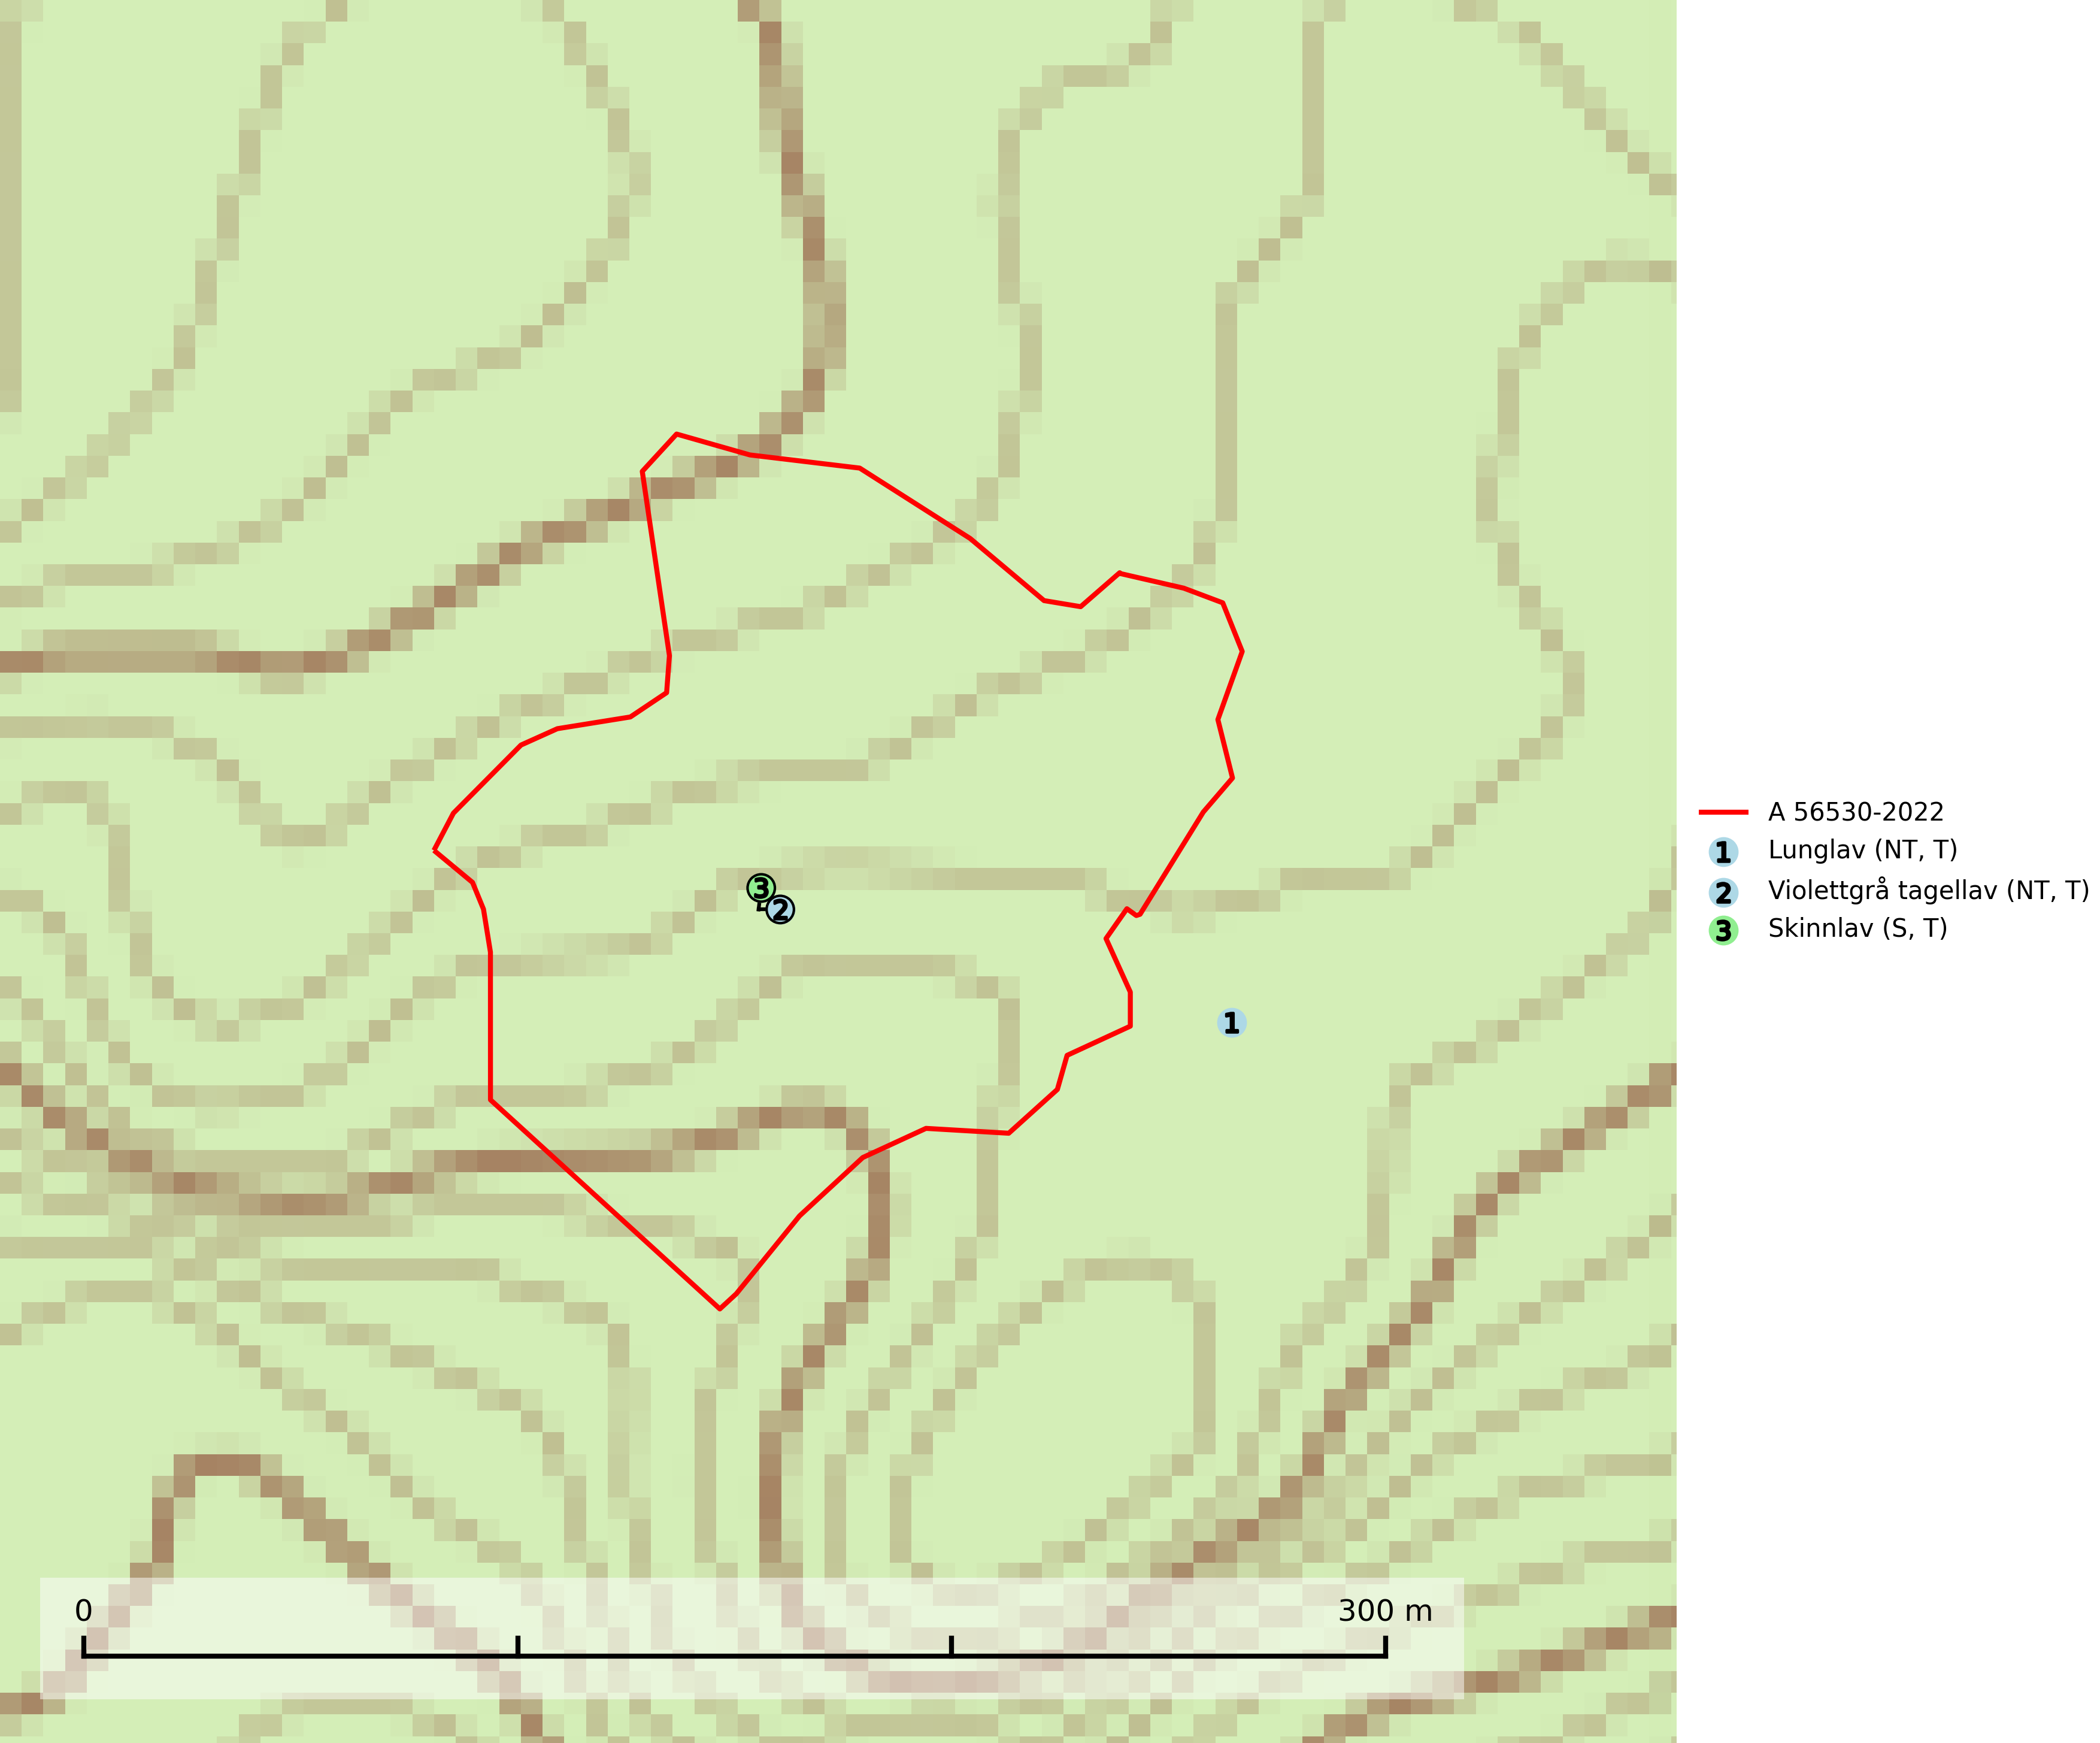 A 56530-2022
1 Lunglav (NT, T)
2 Violettgrå tagellav (NT, T)
3 Skinnlav (S, T)
3
2
1
0 300 m